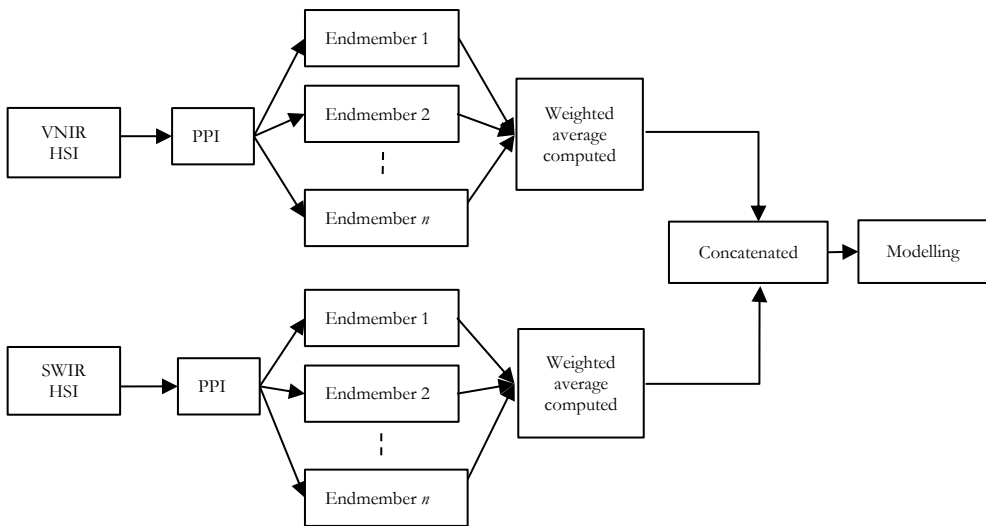 Endmember 1
Endmember 2
Endmember n
VNIR
HSI
PPI
Weighted
average
computed
Concatenated
Modelling
Endmember 1
Endmember 2
Endmember n
SWIR
HSI
PPI
Weighted
average
computed